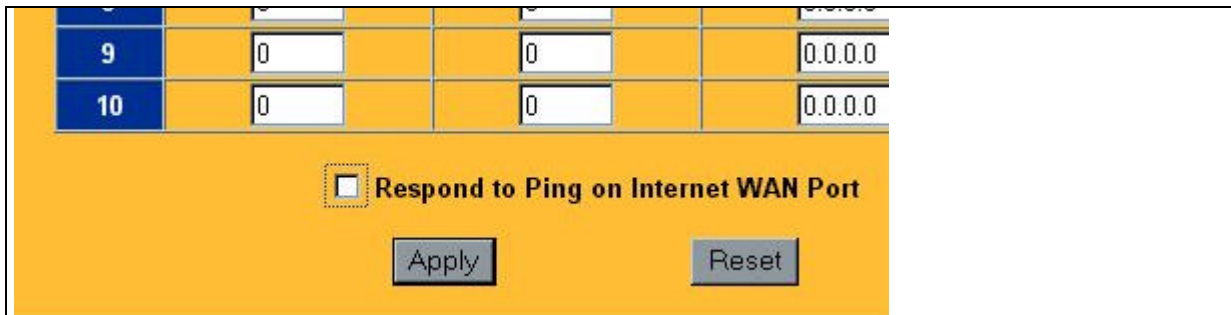 9 0 0 0.0.0.0
10 0 0 0.0.0.0
Respond to Ping on Internet WAN Port
Apply Reset